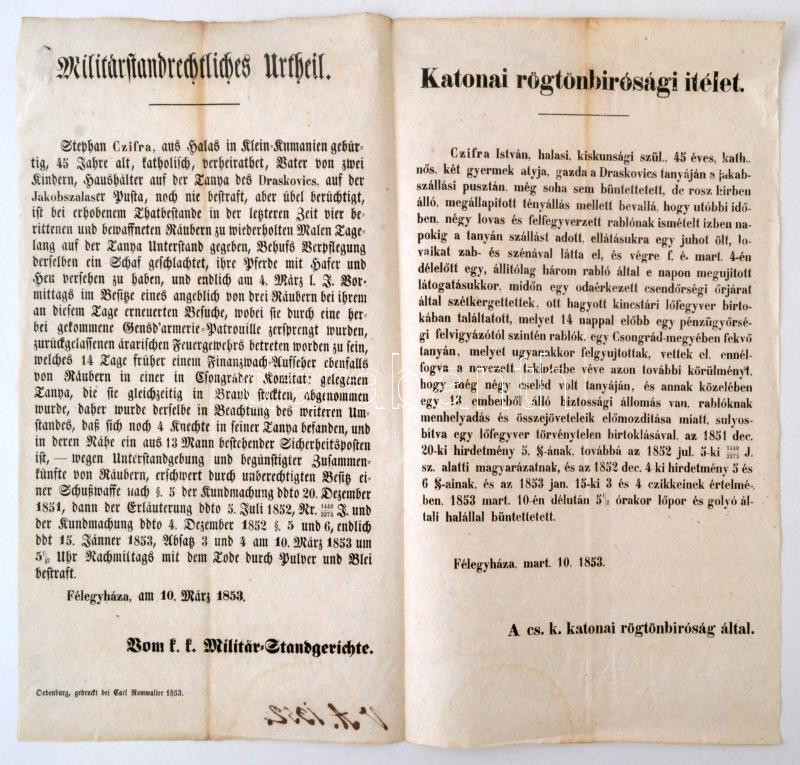 Militärstandrechtliches Urtheil.
Stephan Czifra, aus Halas in Klein-Kumanien gebür-
tig, 45 Jahre alt, katholisch, verheirathet, Vater von zwei
Kindern, Haushälter auf der Tanya des Draskovics, auf der
Jakobszalaser Pusta, noch nie bestraft, aber übel berüchtigt,
ist bei erhobenem Thatbestande in der letzteren Zeit vier be-
rittenen und bewaffneten Räubern zu wiederholten Malen Tage-
lang auf der Tanya Unterstand gegeben, Behufs Verpflegung
derselben ein Schaf geschlachtet, ihre Pferde mit Hafer und
Heu versehen zu haben, und endlich am 4. März l. J. Vor-
mittags im Besitze eines angeblich von drei Räubern bei ihrem
an diesem Tage erneuerten Besuche, wobei sie durch eine her-
bei gekommene Gensd'armerie-Patrouille zersprengt wurden,
zurückgelassenen ärarischen Feuergewehrs betreten worden zu sein,
welches 14 Tage früher einem Finanzwach-Aufseher ebenfalls
von Räubern in einer in Csongráder Komitate gelegenen
Tanya, die sie gleichzeitig in Brand steckten, abgenommen
wurde, daher wurde derselbe in Beachtung des weiteren Um-
standes, daß sich noch 4 Knechte in seiner Tanya befanden, und
in deren Nähe ein aus 13 Mann bestehender Sicherheitsposten
ist, — wegen Unterstandgebung und begünstigter Zusammen-
künfte von Räubern, erschwert durch unberechtigten Besitz ei-
ner Schußwaffe nach §. 5 der Kundmachung ddto 20. Dezember
1851, dann der Erläuterung ddto 5. Juli 1852, Nr. 1440/3375 J. und
der Kundmachung ddto 4. Dezember 1852 §. 5 und 6, endlich
ddt 15. Jänner 1853, Absatz 3 und 4 am 10. März 1853 um
5½ Uhr Nachmittags mit dem Tode durch Pulver und Blei
bestraft.
Félegyháza, am 10. März 1853.
Vom k. k. Militär-Standgerichte.
Oedenburg, gedruckt bei Carl Romwalter 1853.
Katonai rögtönbirósági itélet.
Czifra István, halasi, kiskunsági szül., 45 éves, kath.,
nős, két gyermek atyja, gazda a Draskovics tanyáján a jakab-
szállási pusztán, még soha sem büntettetett, de rosz hirben
álló, megállapitott tényállás mellett bevallá, hogy utóbbi idő-
ben, négy lovas és felfegyverzett rablónak ismételt izben na-
pokig a tanyán szállást adott, ellátásukra egy juhot ölt, lo-
vaikat zab- és szénával látta el, és végre f. é. mart. 4-én
délelőtt egy, állitólag három rabló által e napon megujitott
látogatásukkor, midőn egy odaérkezett csendőrségi őrjárat
által szétkergettettek, ott hagyott kincstári lőfegyver birto-
kában találtatott, melyet 14 nappal előbb egy pénzügyőrsé-
gi felvigyázótól szintén rablók, egy Csongrád-megyében fekvő
tanyán, melyet ugyanakkor felgyujtottak, vettek el. ennél-
fogva a nevezett tekintetbe véve azon további körülményt,
hogy még négy cseléd volt tanyáján, és annak közelében
egy 13 emberből álló biztossági állomás van, rablóknak
menhelyadás és összejöveteleik előmozditása miatt, sulyos-
bitva egy lőfegyver törvénytelen birtoklásával, az 1851 dec.
20-ki hirdetmény 5. §-ának, továbbá az 1852 jul. 5-ki 1440/3375 J.
sz. alatti magyarázatnak, és az 1852 dec. 4 ki hirdetmény 5 és
6 §-ainak, és az 1853 jan. 15-ki 3 és 4 czikkeinek értelmé-
ben, 1853 mart. 10-én délután 5½ órakor lőpor és golyó ál-
tali halállal büntettetett.
Félegyháza, mart. 10. 1853.
A cs. k. katonai rögtönbiróság által.